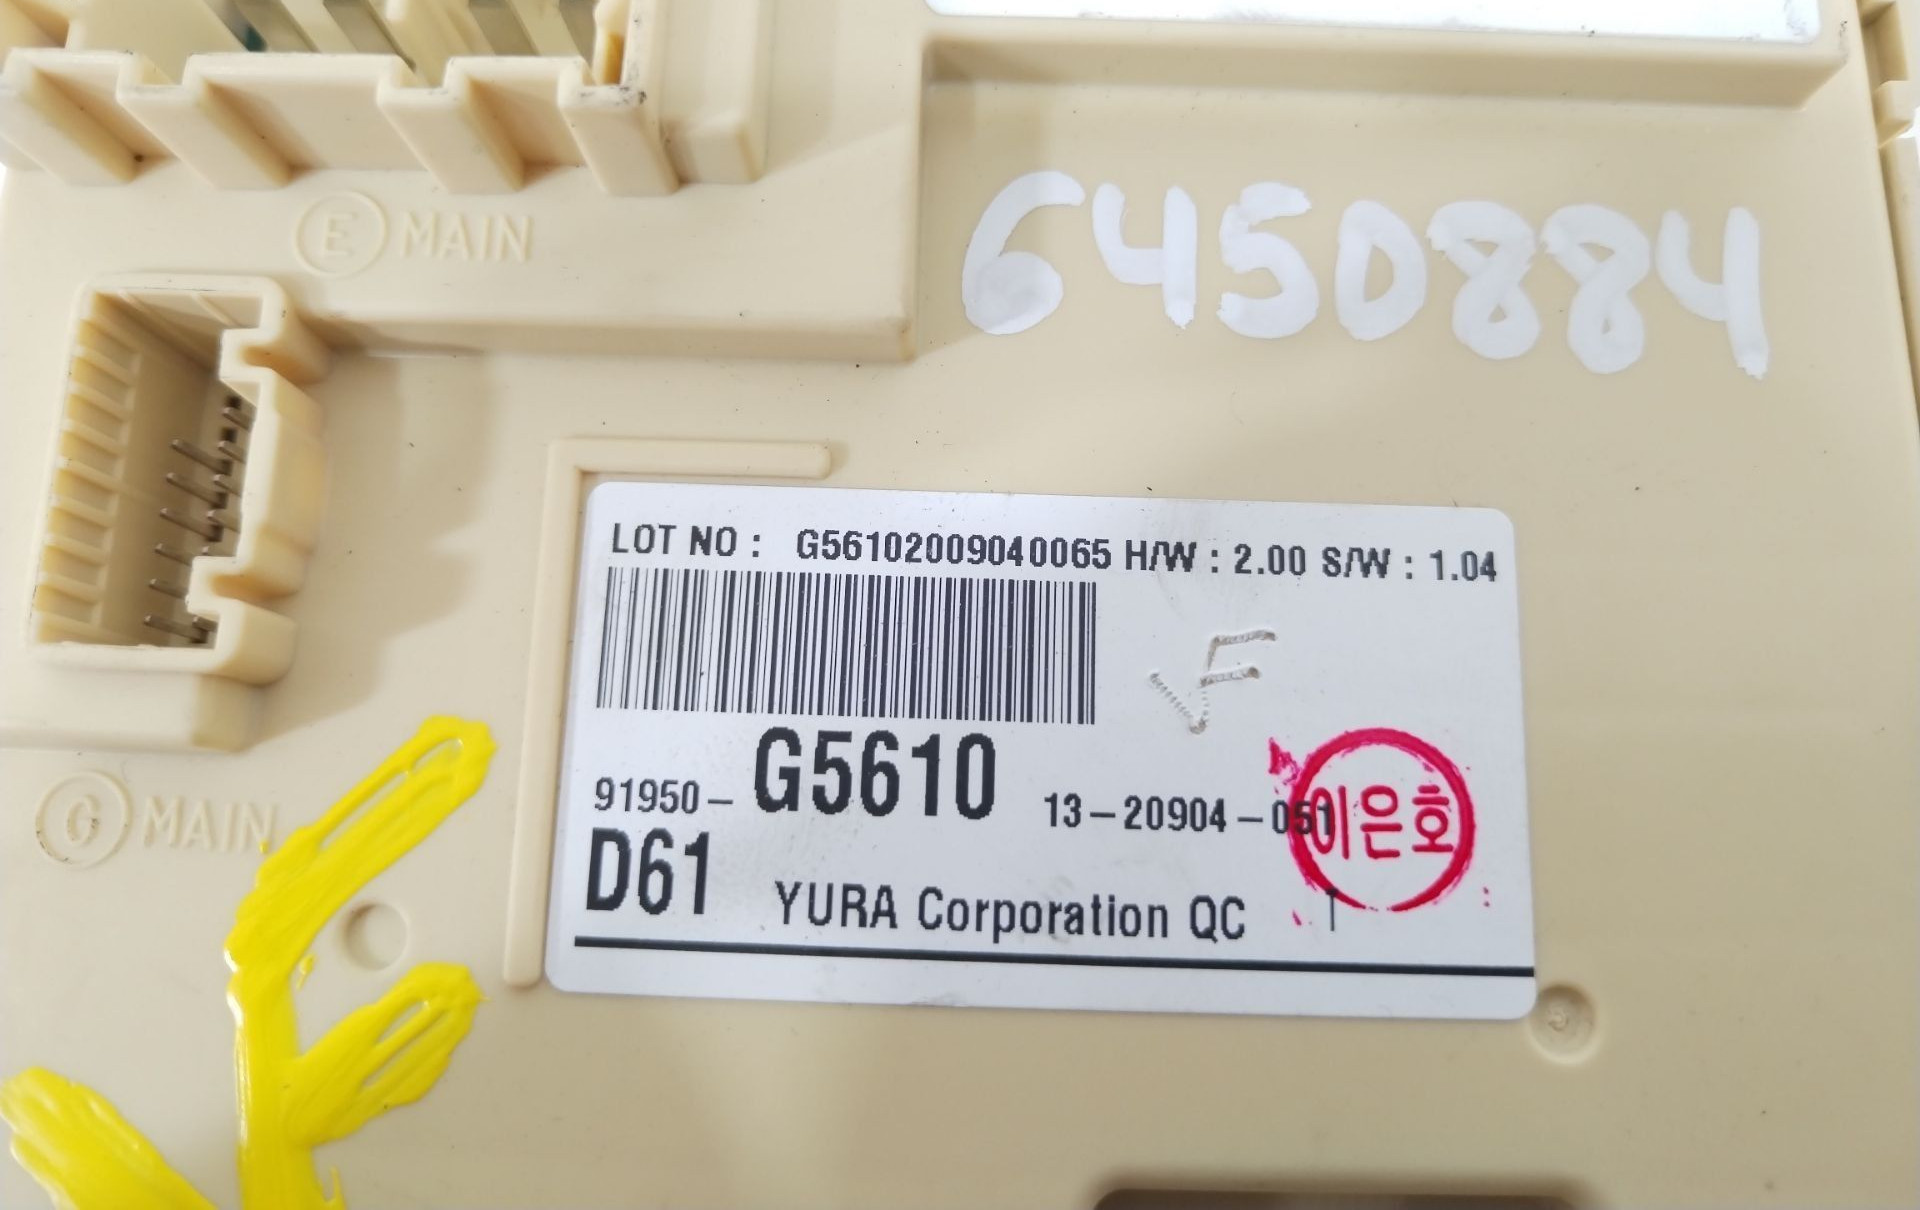 E MAIN
6450884
LOT NO : G56102009040065 H/W : 2.00 S/W : 1.04
VF
91950- G5610 13-20904-051
이은호
D61 YURA Corporation QC T
G MAIN